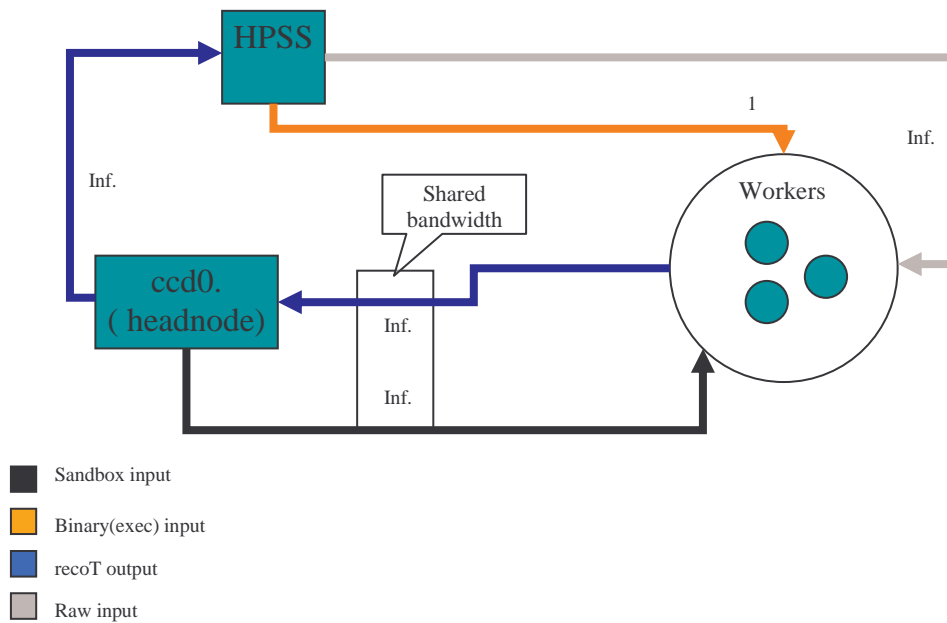 HPSS
1
Inf.
Inf.
Shared
bandwidth
Workers
ccd0.
( headnode)
Inf.
Inf.
Sandbox input
Binary(exec) input
recoT output
Raw input